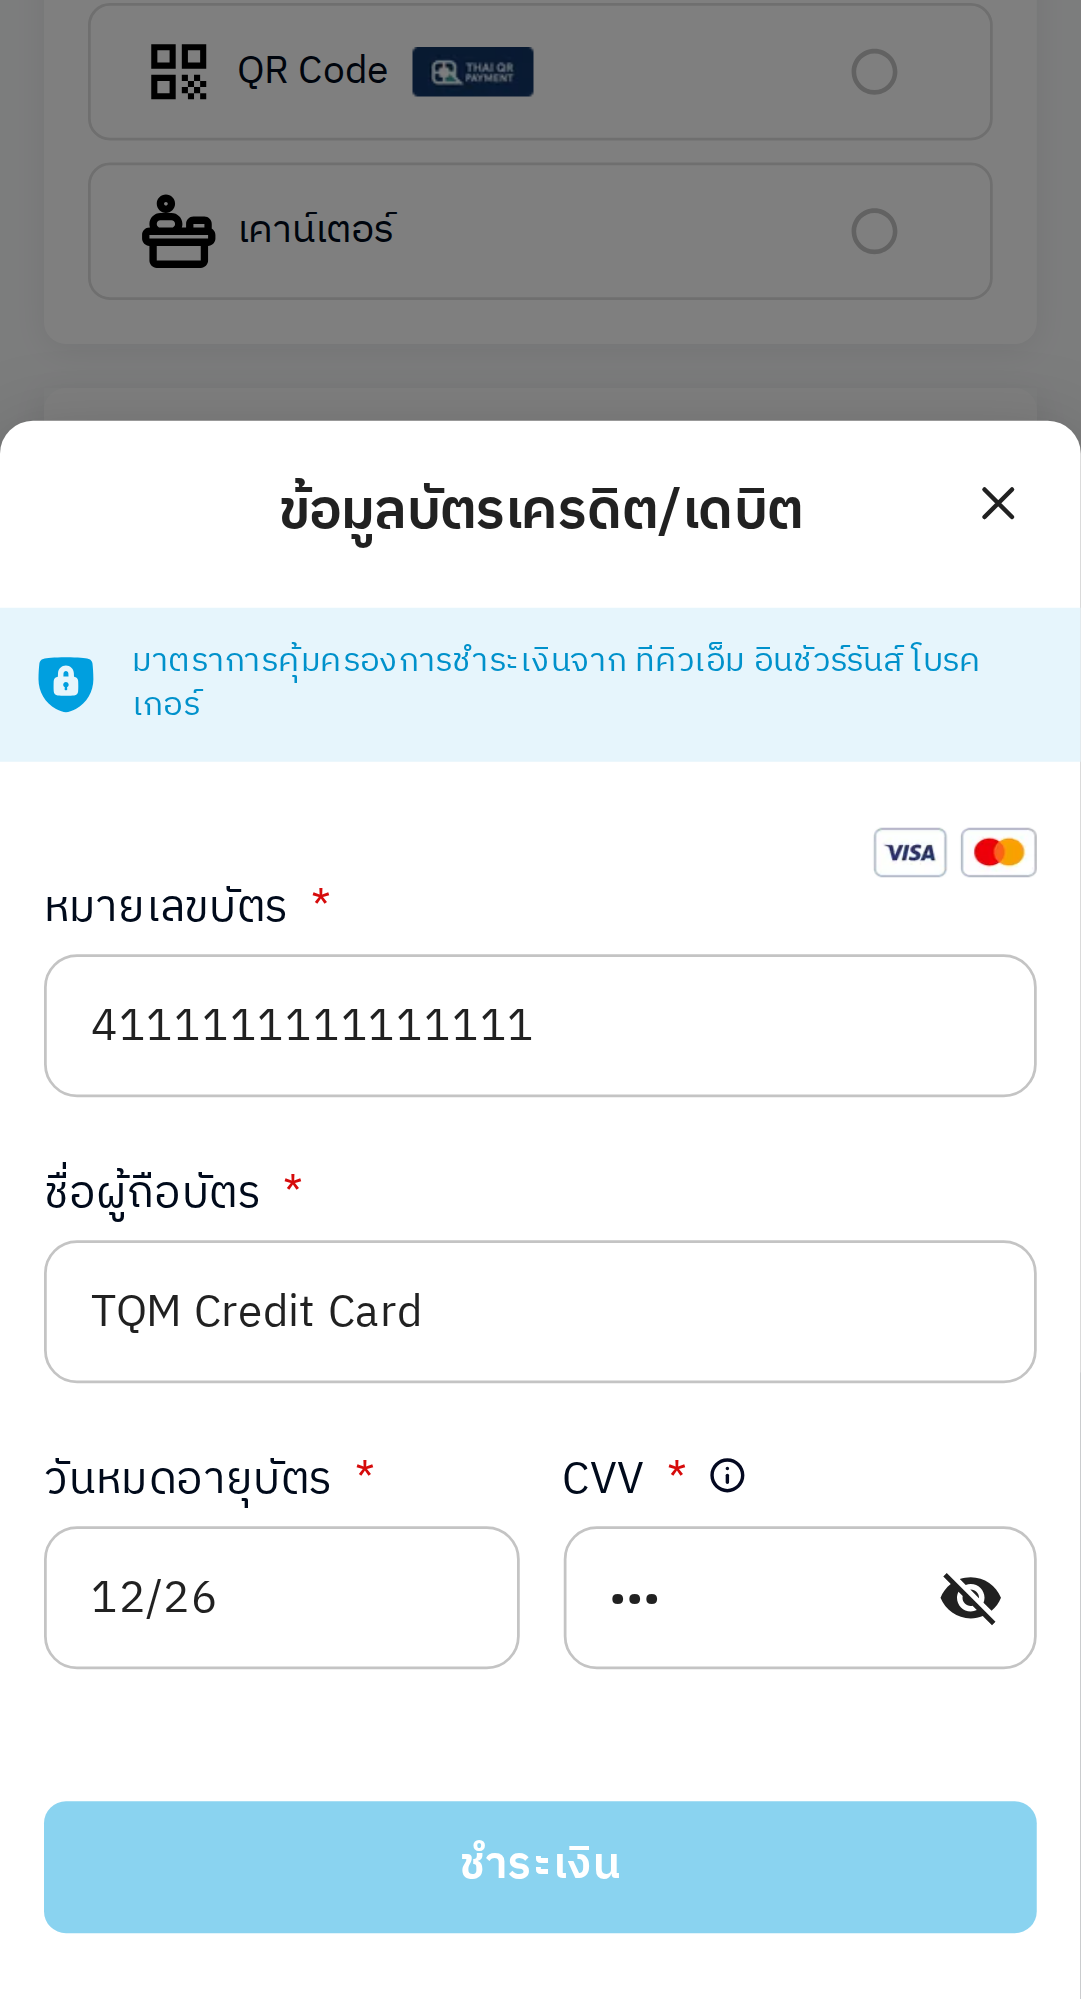 QR Code THAI QR PAYMENT
เคาน์เตอร์
ข้อมูลบัตรเครดิต/เดบิต
มาตราการคุ้มครองการชำระเงินจาก ทีคิวเอ็ม อินชัวร์รันส์ โบรค
เกอร์
VISA
หมายเลขบัตร *
4111111111111111
ชื่อผู้ถือบัตร *
TQM Credit Card
วันหมดอายุบัตร * CVV *
12/26 •••
ชำระเงิน